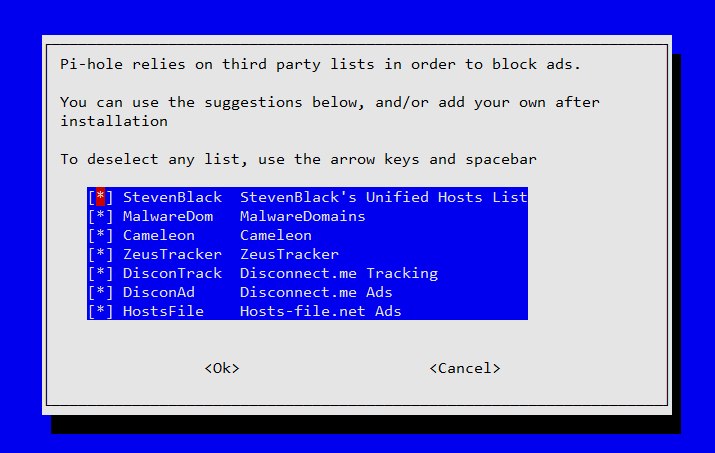 Pi-hole relies on third party lists in order to block ads.
You can use the suggestions below, and/or add your own after
installation
To deselect any list, use the arrow keys and spacebar
[*] StevenBlack  StevenBlack's Unified Hosts List
[*] MalwareDom   MalwareDomains
[*] Cameleon     Cameleon
[*] ZeusTracker  ZeusTracker
[*] DisconTrack  Disconnect.me Tracking
[*] DisconAd     Disconnect.me Ads
[*] HostsFile    Hosts-file.net Ads
<Ok> <Cancel>